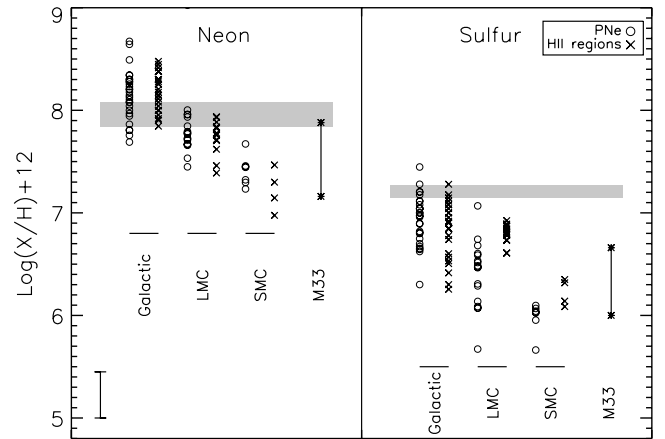 9
8
7
6
5
Log(X/H)+12
Neon
Sulfur
PNe
HII regions
Galactic
LMC
SMC
M33
Galactic
LMC
SMC
M33